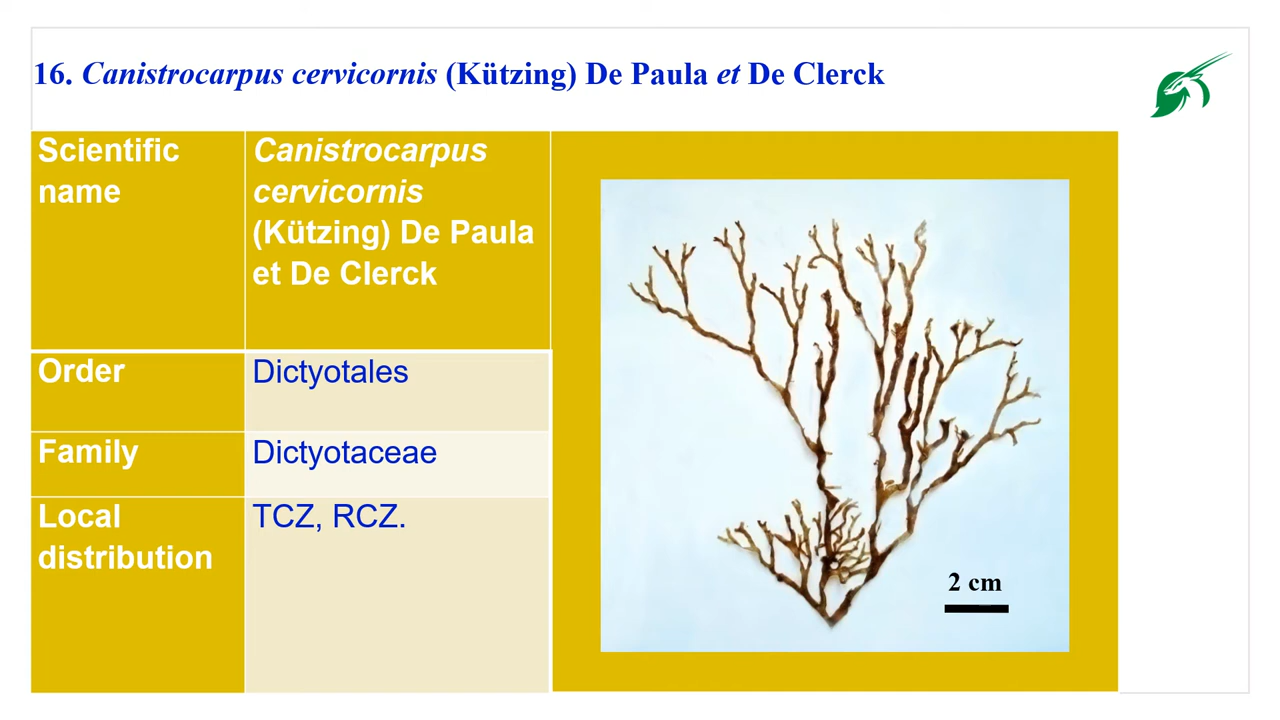 16. Canistrocarpus cervicornis (Kützing) De Paula et De Clerck
Scientific
name
Canistrocarpus
cervicornis
(Kützing) De Paula
et De Clerck
Order
Dictyotales
Family
Dictyotaceae
Local
distribution
TCZ, RCZ.
2 cm